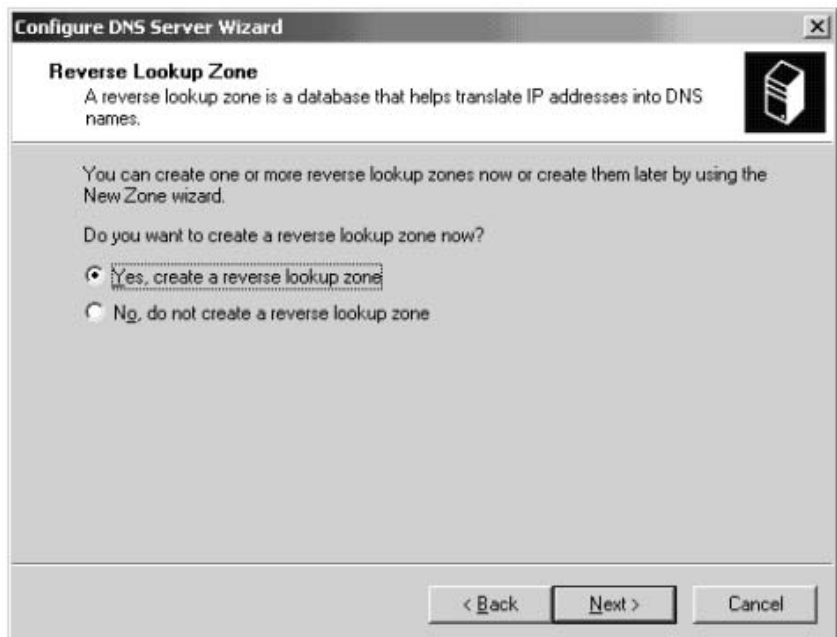 Configure DNS Server Wizard
Reverse Lookup Zone
A reverse lookup zone is a database that helps translate IP addresses into DNS
names.
You can create one or more reverse lookup zones now or create them later by using the
New Zone wizard.
Do you want to create a reverse lookup zone now?
Yes, create a reverse lookup zone
No, do not create a reverse lookup zone
< Back
Next >
Cancel